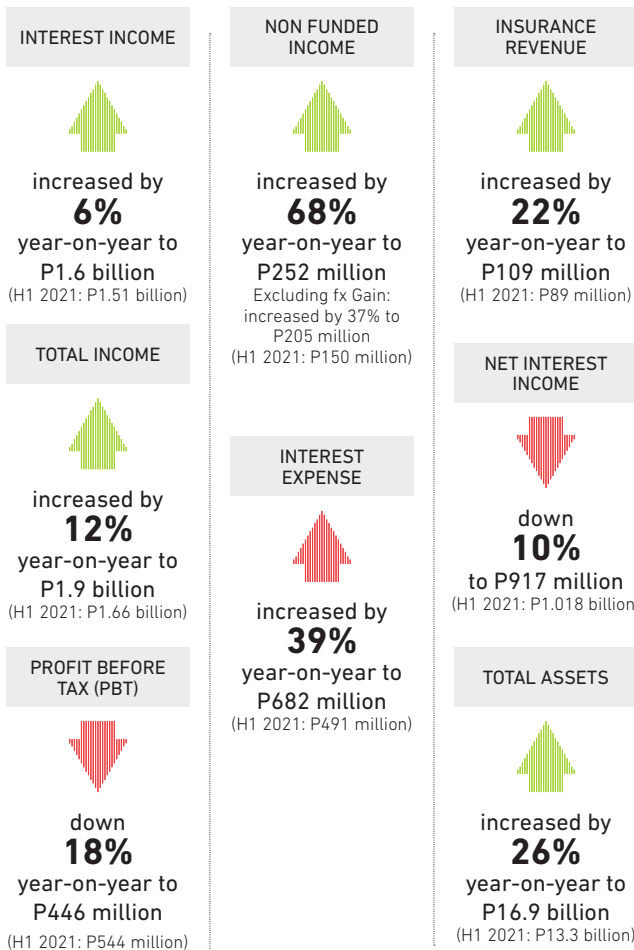 INTEREST INCOME
increased by
6%
year-on-year to
P1.6 billion
(H1 2021: P1.51 billion)
TOTAL INCOME
increased by
12%
year-on-year to
P1.9 billion
(H1 2021: P1.66 billion)
PROFIT BEFORE
TAX (PBT)
down
18%
year-on-year to
P446 million
(H1 2021: P544 million)
NON FUNDED
INCOME
increased by
68%
year-on-year to
P252 million
Excluding fx Gain:
increased by 37% to
P205 million
(H1 2021: P150 million)
INTEREST
EXPENSE
increased by
39%
year-on-year to
P682 million
(H1 2021: P491 million)
INSURANCE
REVENUE
increased by
22%
year-on-year to
P109 million
(H1 2021: P89 million)
NET INTEREST
INCOME
down
10%
to P917 million
(H1 2021: P1.018 billion
TOTAL ASSETS
increased by
26%
year-on-year to
P16.9 billion
(H1 2021: P13.3 billion)